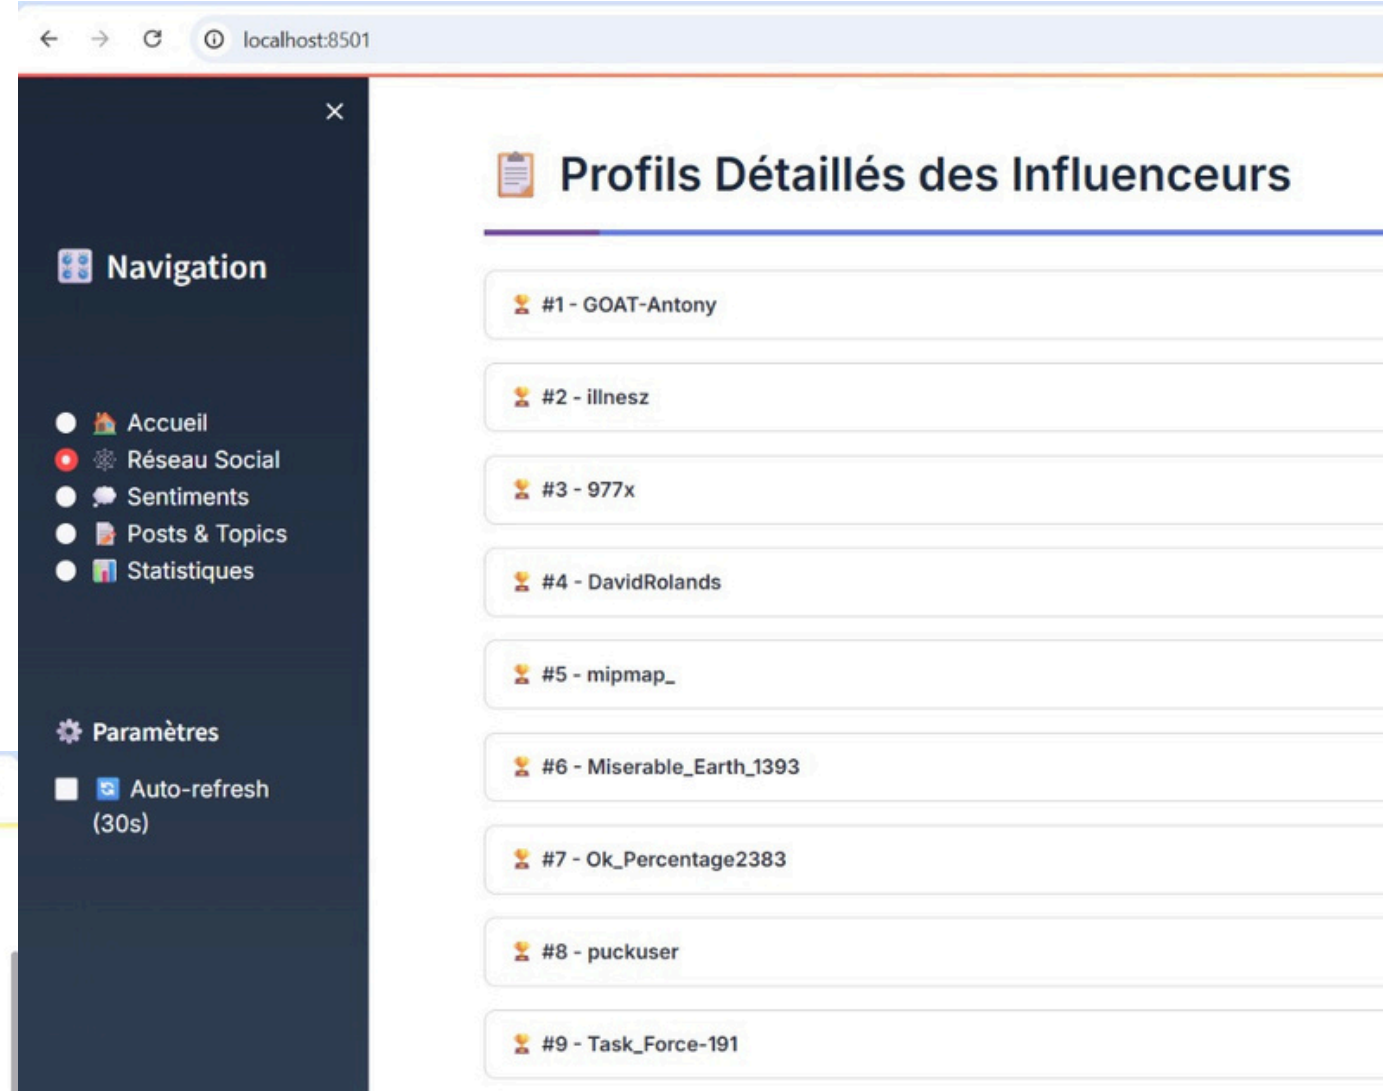 localhost:8501
Navigation
Accueil
Réseau Social
Sentiments
Posts & Topics
Statistiques
Paramètres
Auto-refresh
(30s)
Profils Détaillés des Influenceurs
#1 - GOAT-Antony
#2 - illnesz
#3 - 977x
#4 - DavidRolands
#5 - mipmap_
#6 - Miserable_Earth_1393
#7 - Ok_Percentage2383
#8 - puckuser
#9 - Task_Force-191